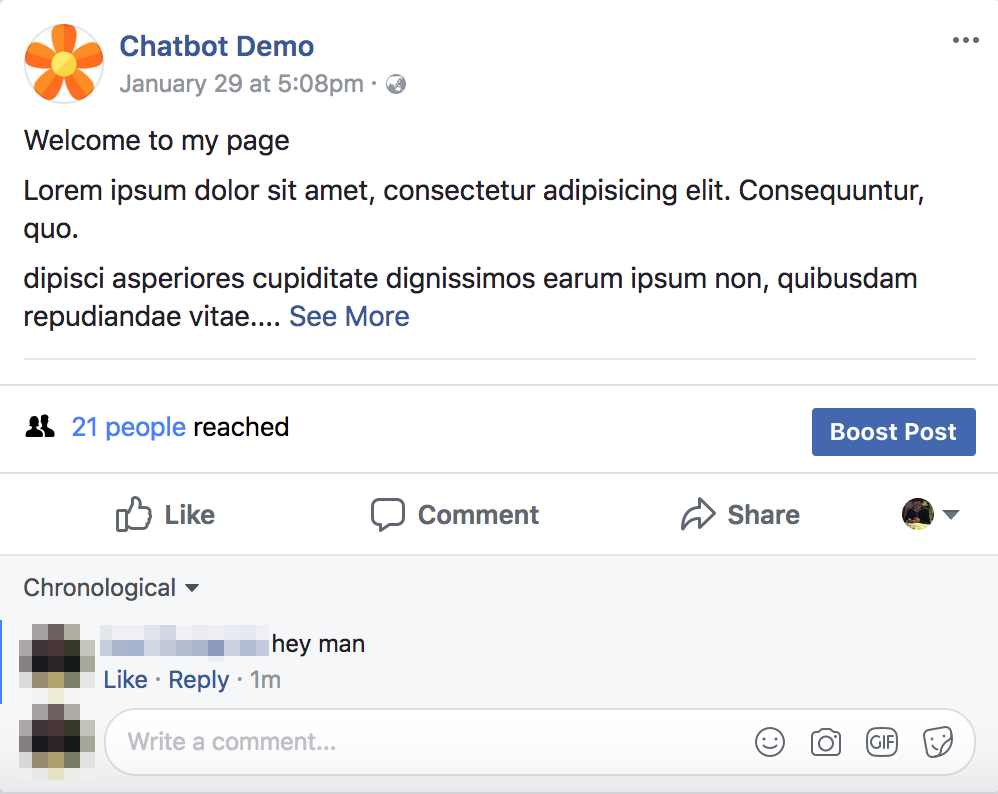 Chatbot Demo
January 29 at 5:08pm ·
Welcome to my page
Lorem ipsum dolor sit amet, consectetur adipisicing elit. Consequuntur,
quo.
dipisci asperiores cupiditate dignissimos earum ipsum non, quibusdam
repudiandae vitae.... See More
21 people reached
Boost Post
Like Comment Share
Chronological
hey man
Like · Reply · 1m
Write a comment...
GIF